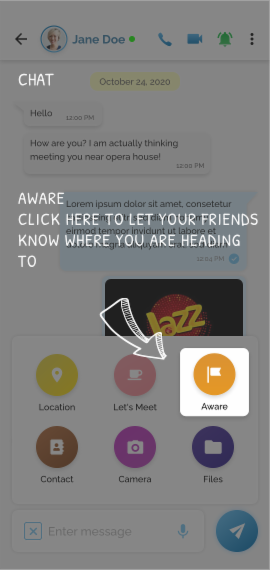 Jane Doe
CHAT
October 24, 2020
Hello
12:00 PM
How are you? I am actually thinking
meeting you near opera house!
12:00 PM
AWARE
Lorem ipsum dolor sit amet, consetetur
CLICK HERE TO LET YOUR FRIENDS
eirmod tempor invidunt ut labore et
KNOW WHERE YOU ARE HEADING
TO
12:04 PM
Jazz
Location
Let's Meet
Aware
Contact
Camera
Files
Enter message